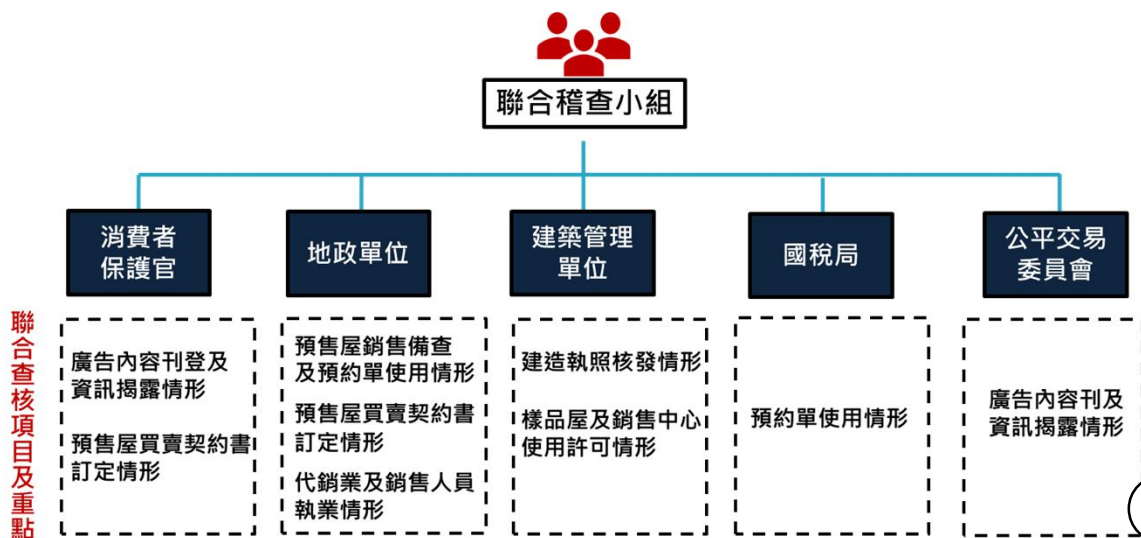 聯合稽查小組
消費者
保護官
地政單位
建築管理
單位
國稅局
公平交易
委員會
聯合查核項目及重點
廣告內容刊登及
資訊揭露情形
預售屋買賣契約書
訂定情形
預售屋銷售備查
及預約單使用情形
預售屋買賣契約書
訂定情形
代銷業及銷售人員
執業情形
建造執照核發情形
樣品屋及銷售中心
使用許可情形
預約單使用情形
廣告內容刊及
資訊揭露情形